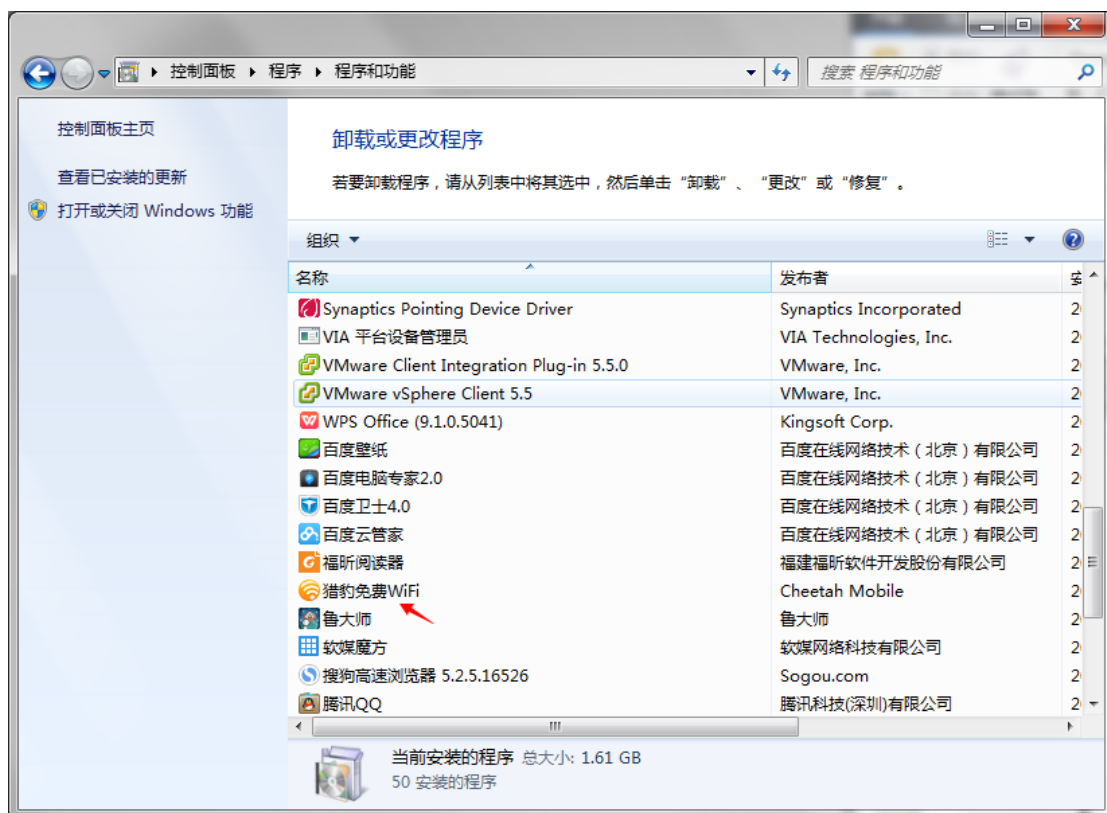 控制面板 程序 程序和功能
搜索 程序和功能
控制面板主页
查看已安装的更新
打开或关闭 Windows 功能
卸载或更改程序
若要卸载程序，请从列表中将其选中，然后单击“卸载”、“更改”或“修复”。
组织
名称 发布者
Synaptics Pointing Device Driver Synaptics Incorporated
VIA 平台设备管理员 VIA Technologies, Inc.
VMware Client Integration Plug-in 5.5.0 VMware, Inc.
VMware vSphere Client 5.5 VMware, Inc.
WPS Office (9.1.0.5041) Kingsoft Corp.
百度壁纸 百度在线网络技术（北京）有限公司
百度电脑专家2.0 百度在线网络技术（北京）有限公司
百度卫士4.0 百度在线网络技术（北京）有限公司
百度云管家 百度在线网络技术（北京）有限公司
福昕阅读器 福建福昕软件开发股份有限公司
猎豹免费WiFi Cheetah Mobile
鲁大师 鲁大师
软媒魔方 软媒网络科技有限公司
搜狗高速浏览器 5.2.5.16526 Sogou.com
腾讯QQ 腾讯科技(深圳)有限公司
当前安装的程序 总大小: 1.61 GB
50 安装的程序